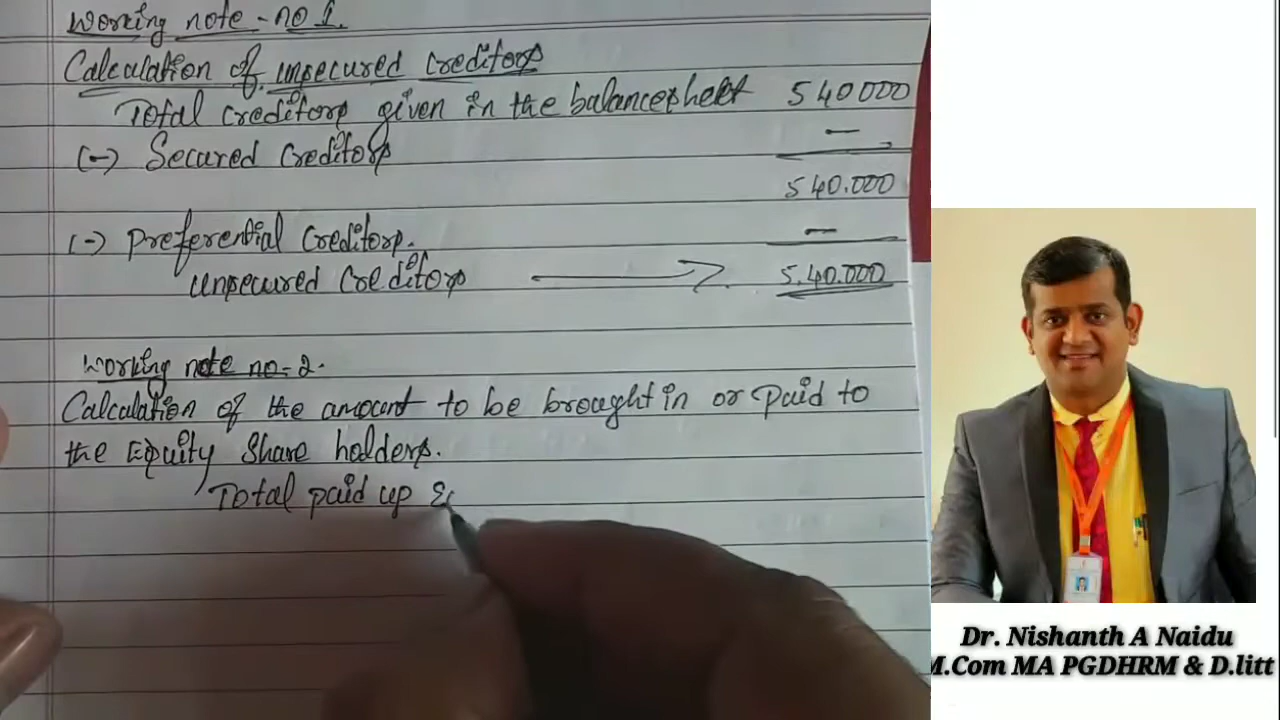 Working note - no 1.
Calculation of unsecured creditors
Total creditors given in the balancesheet 540000
(-) Secured creditors —
540.000
(-) Preferential Creditors. —
Unsecured Creditors 5.40.000
Working note no - 2.
Calculation of the amount to be brought in or paid to
the Equity Share holders.
Total paid up
Dr. Nishanth A Naidu
M.Com MA PGDHRM & D.litt